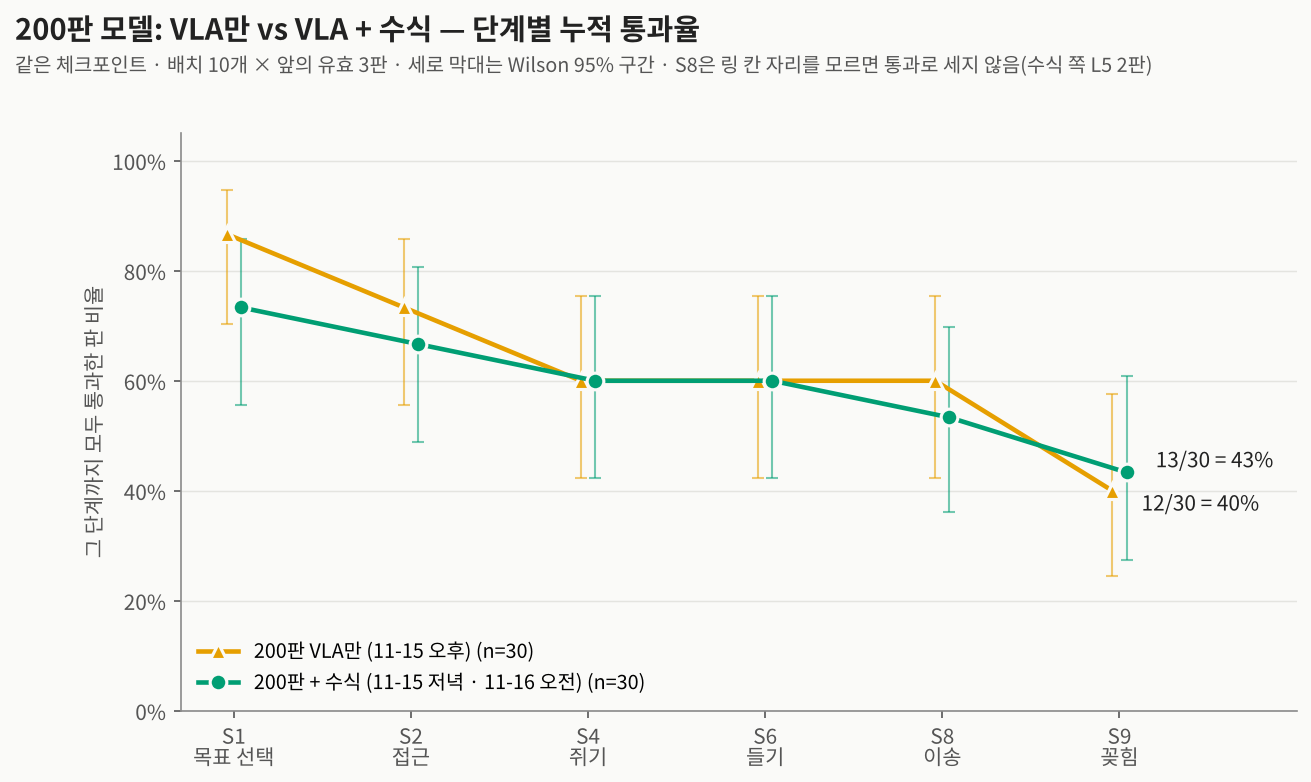 200판 모델: VLA만 vs VLA + 수식 — 단계별 누적 통과율
같은 체크포인트 · 배치 10개 × 앞의 유효 3판 · 세로 막대는 Wilson 95% 구간 · S8은 링 칸 자리를 모르면 통과로 세지 않음(수식 쪽 L5 2판)
그 단계까지 모두 통과한 판 비율
100%
80%
60%
40%
20%
0%
13/30 = 43%
12/30 = 40%
200판 VLA만 (11-15 오후) (n=30)
200판 + 수식 (11-15 저녁 · 11-16 오전) (n=30)
S1
목표 선택
S2
접근
S4
쥐기
S6
들기
S8
이송
S9
꽂힘